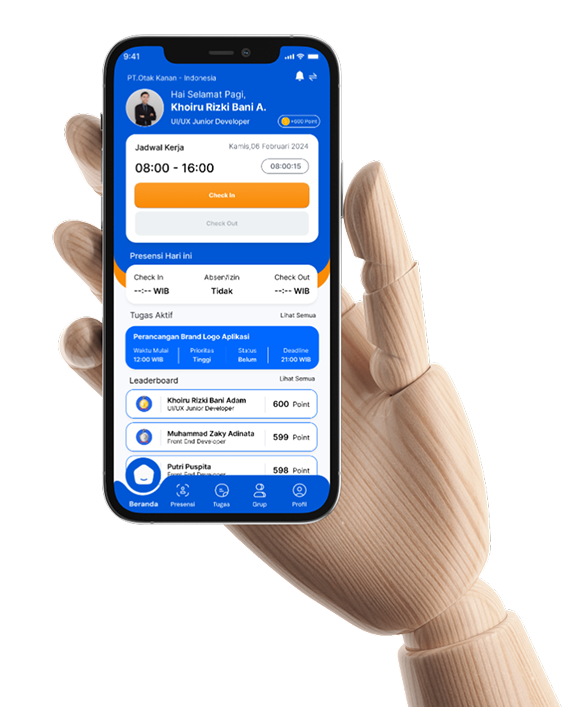 9:41
PT.Otak Kanan - Indonesia
Hai Selamat Pagi,
Khoiru Rizki Bani A.
UI/UX Junior Developer
+600 Point
Jadwal Kerja
Kamis,06 Februari 2024
08:00 - 16:00
08:00:15
Check In
Check Out
Presensi Hari ini
Check In Absen/Izin Check Out
--:-- WIB Tidak --:-- WIB
Tugas Aktif Lihat Semua
Perancangan Brand Logo Aplikasi
Waktu Mulai Prioritas Status Deadline
12:00 WIB Tinggi Belum 21:00 WIB
Leaderboard Lihat Semua
Khoiru Rizki Bani Adam
UI/UX Junior Developer
600 Point
Muhammad Zaky Adinata
Front End Developer
599 Point
Putri Puspita
Front End Developer
598 Point
Beranda Presensi Tugas Grup Profil